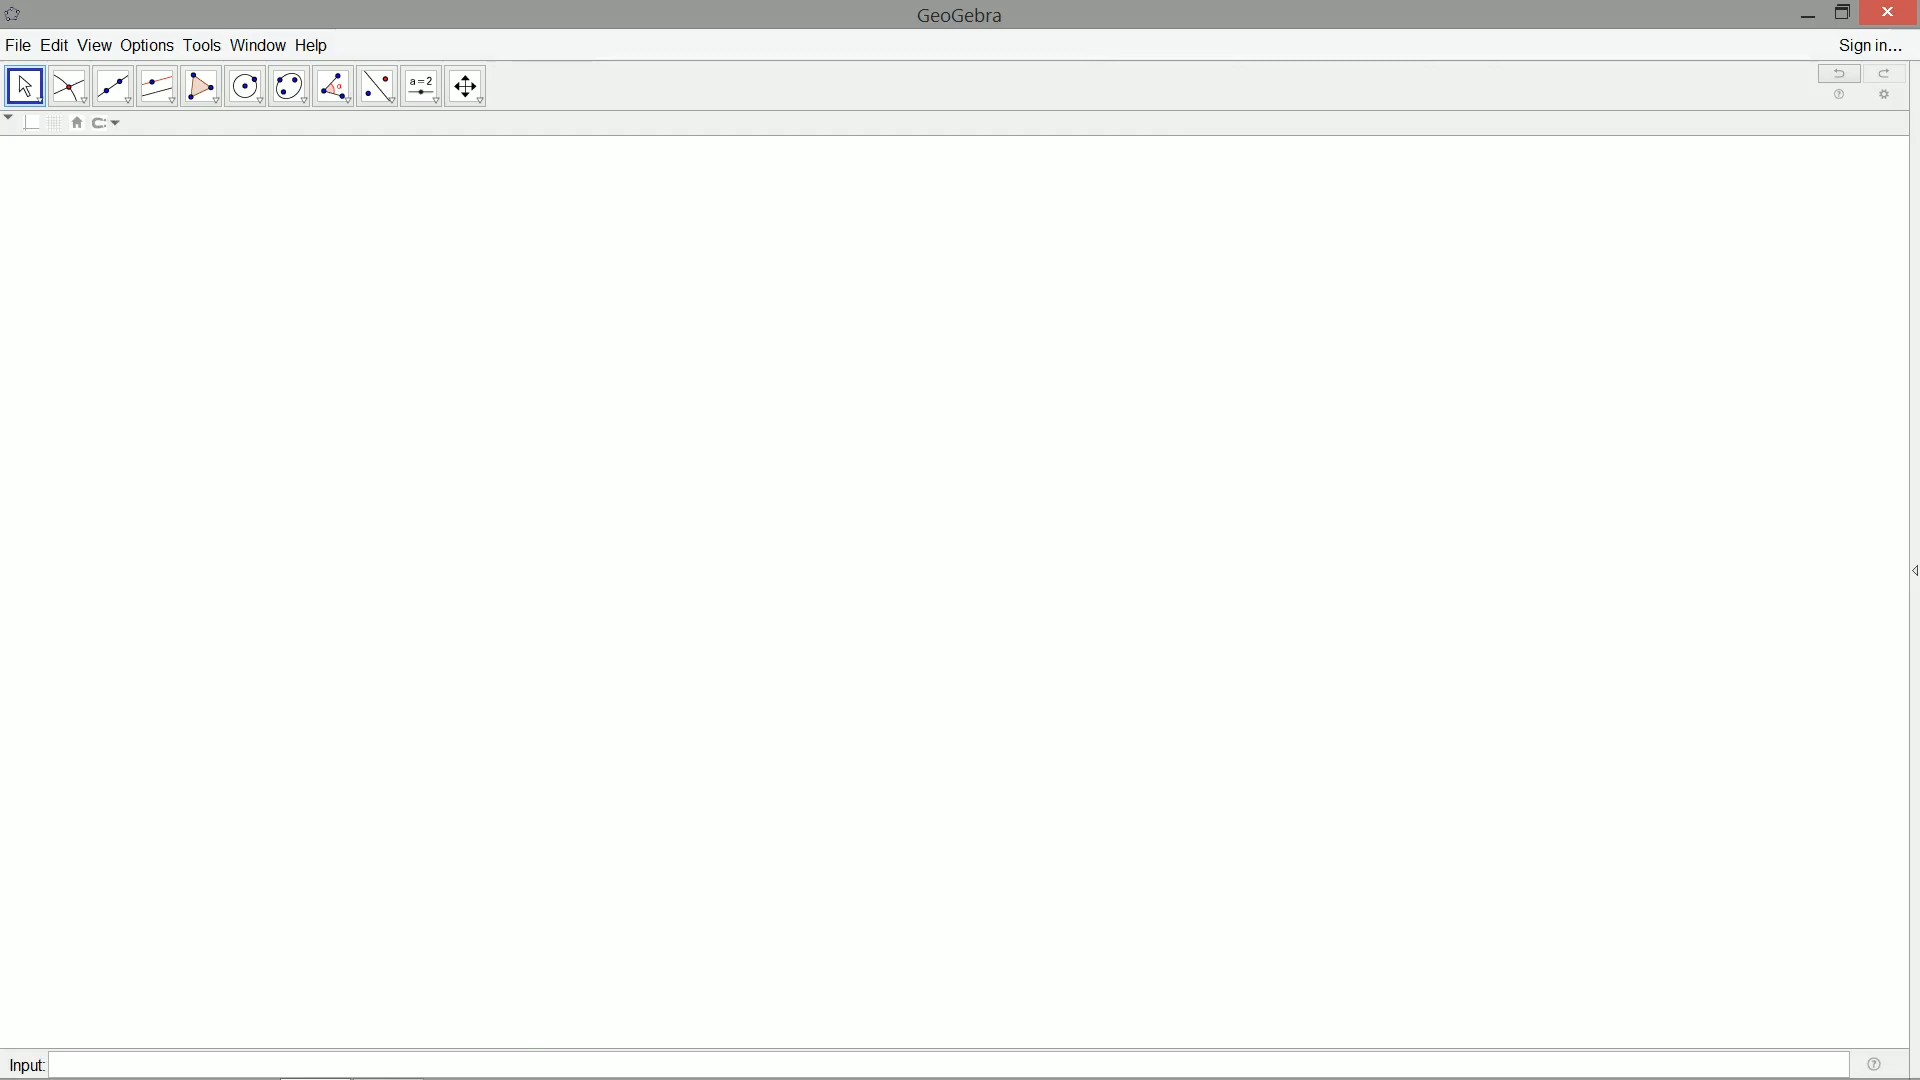 GeoGebra
File Edit View Options Tools Window Help
Sign in...
a=2
α
Input: